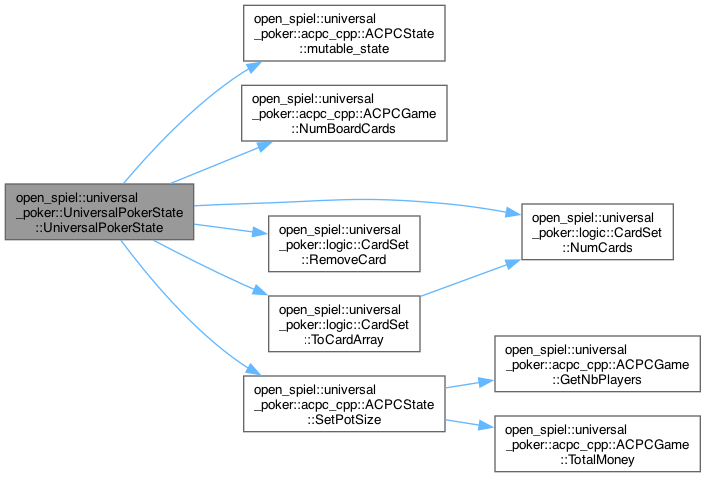 open_spiel::universal
_poker::acpc_cpp::ACPCState
::mutable_state
open_spiel::universal
_poker::acpc_cpp::ACPCGame
::NumBoardCards
open_spiel::universal
_poker::UniversalPokerState
::UniversalPokerState
open_spiel::universal
_poker::logic::CardSet
::NumCards
open_spiel::universal
_poker::logic::CardSet
::RemoveCard
open_spiel::universal
_poker::logic::CardSet
::ToCardArray
open_spiel::universal
_poker::acpc_cpp::ACPCState
::SetPotSize
open_spiel::universal
_poker::acpc_cpp::ACPCGame
::GetNbPlayers
open_spiel::universal
_poker::acpc_cpp::ACPCGame
::TotalMoney